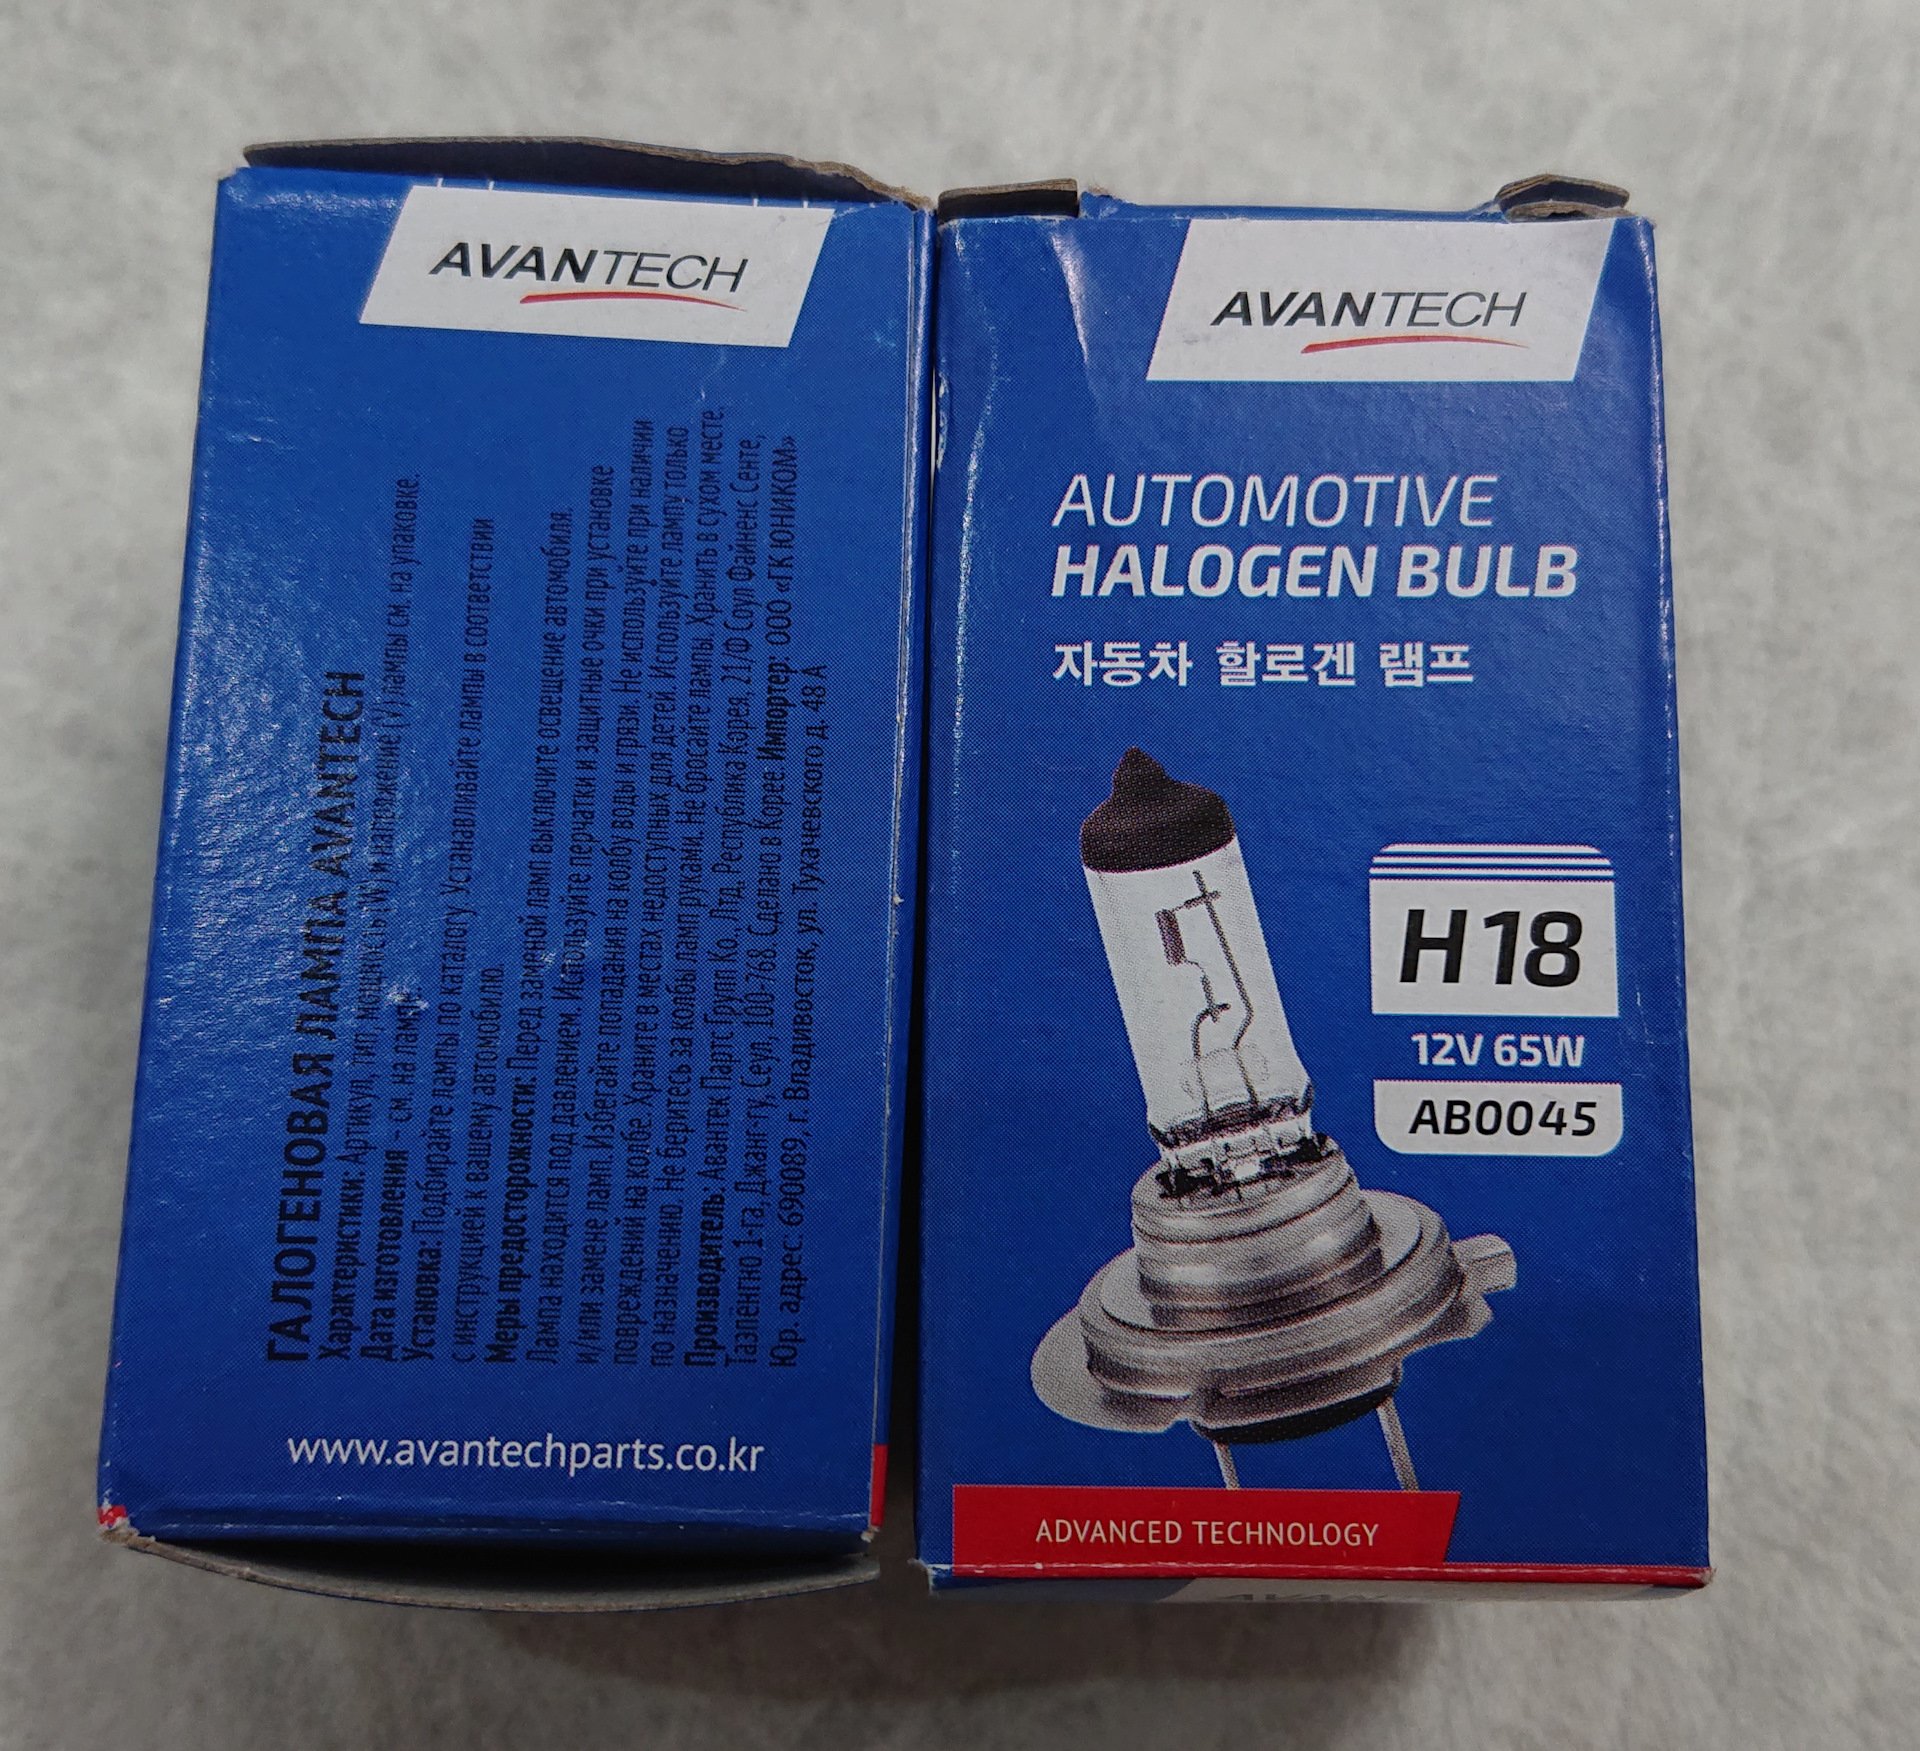 AVANTECH
ГАЛОГЕНОВАЯ ЛАМПА AVANTECH
Характеристики: Артикул, тип, мощность (W) и напряжение (V) лампы см. на упаковке.
Дата изготовления - см. на лампе.
Установка: Подбирайте лампы по каталогу. Устанавливайте лампы в соответствии
с инструкцией к вашему автомобилю.
Меры предосторожности: Перед заменой ламп выключите освещение автомобиля.
Лампа находится под давлением. Используйте перчатки и защитные очки при установке
и/или замене ламп. Избегайте попадания на колбу воды и грязи. Не используйте при наличии
повреждений на колбе. Храните в местах недоступных для детей. Используйте лампу только
по назначению. Не беритесь за колбы ламп руками. Не бросайте лампы. Хранить в сухом месте.
Производитель: Авантек Партс Групп Ко., Лтд, Республика Корея, 21/Ф Соул Файненс Сенте,
Таэпёнгно 1-га, Джанг-гу, Сеул, 100-768. Сделано в Корее. Импортер: ООО «ГК ЮНИКОМ»
Юр. адрес: 690089, г. Владивосток, ул. Тухачевского д. 48 А
www.avantechparts.co.kr
AVANTECH
AUTOMOTIVE
HALOGEN BULB
자동차 할로겐 램프
H18
12V 65W
AB0045
ADVANCED TECHNOLOGY